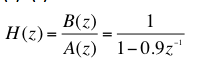 H(z) = B(z)/A(z) = 1/(1-0.9z⁻¹)